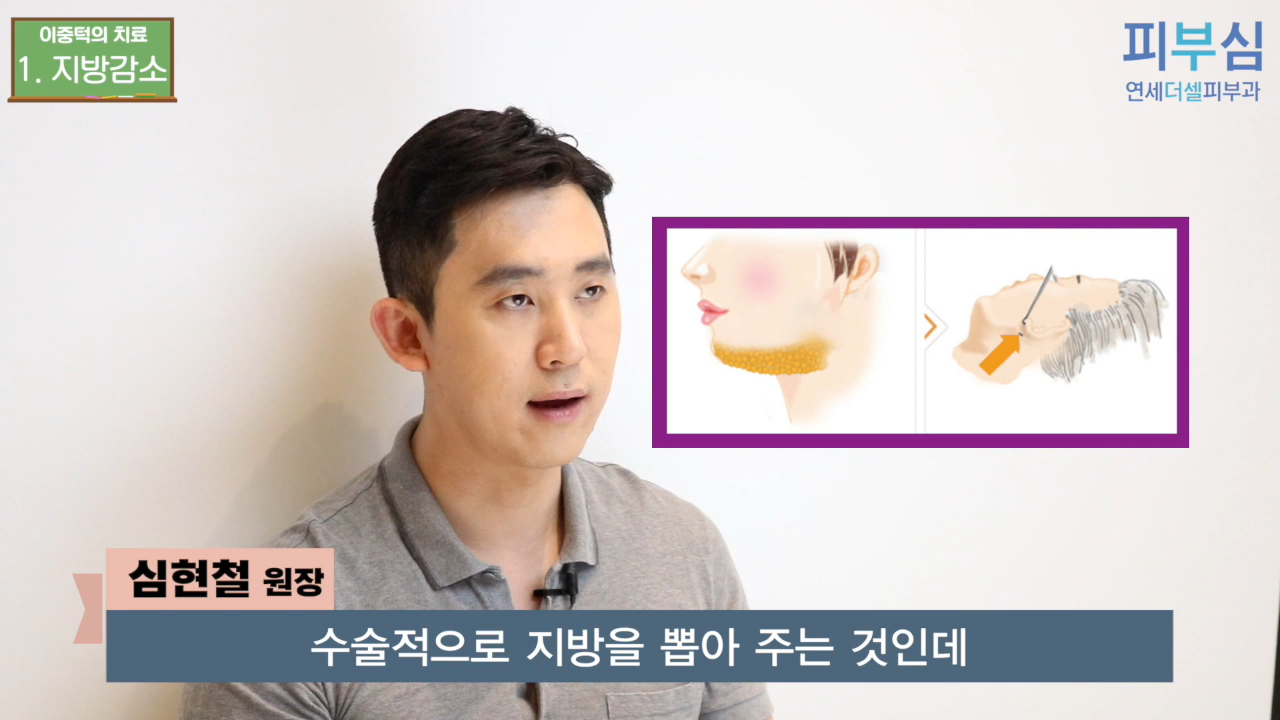 이중턱의 치료
1. 지방감소
피부심
연세더셀피부과
심현철 원장
수술적으로 지방을 뽑아 주는 것인데